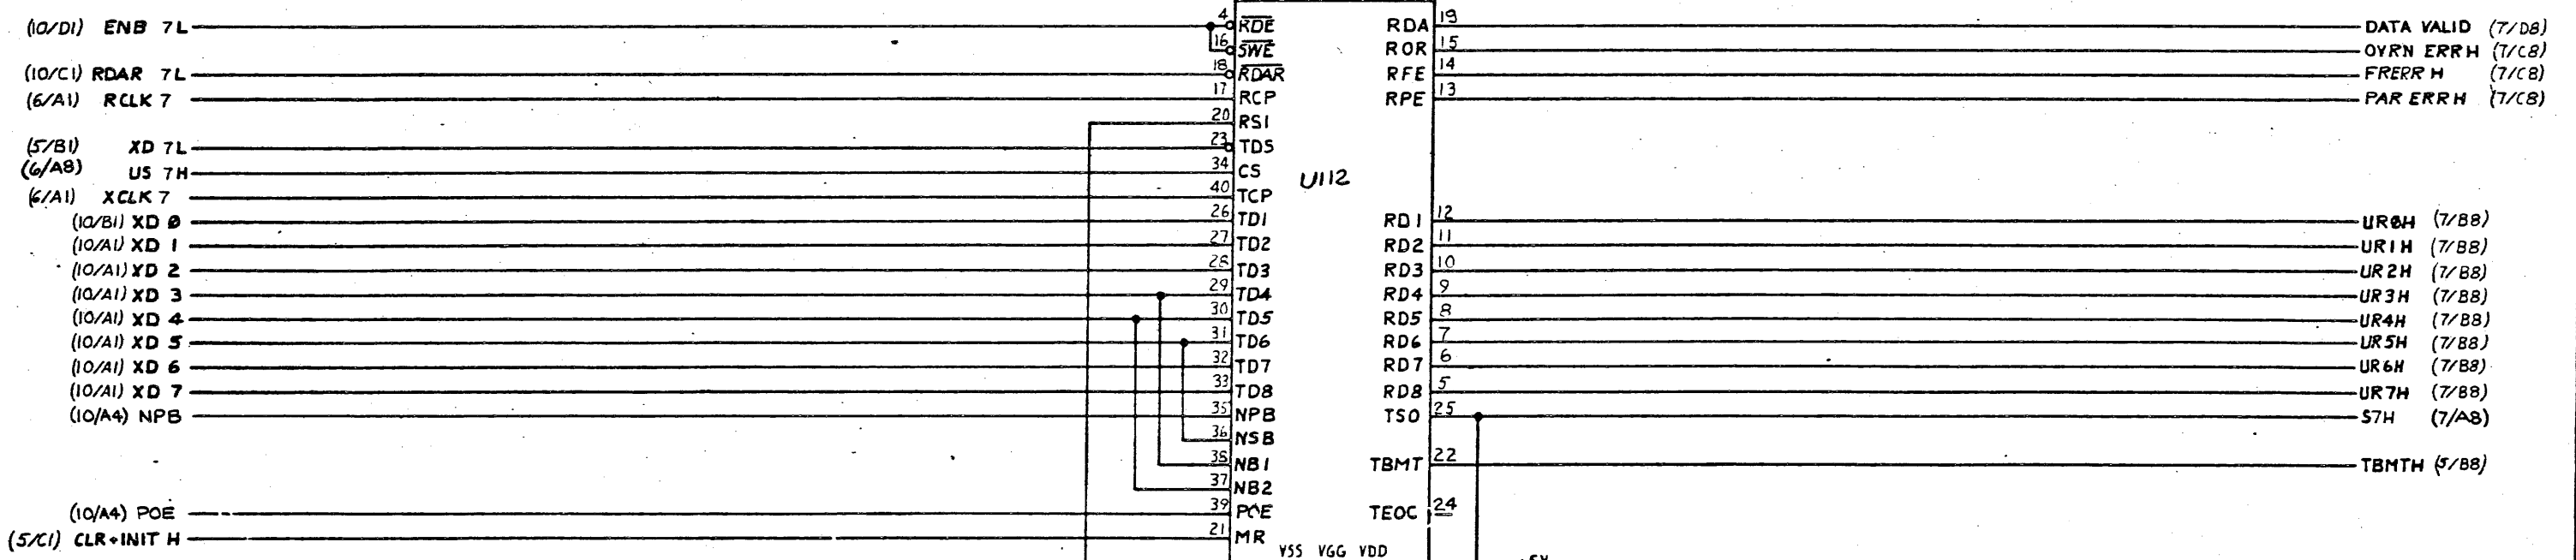 (10/D1) ENB 7L 4 RDE RDA 19 DATA VALID (7/D8)
16 SWE ROR 15 OVRN ERR H (7/C8)
(10/C1) RDAR 7L 18 RDAR RFE 14 FRERR H (7/C8)
(6/A1) RCLK 7 17 RCP RPE 13 PAR ERR H (7/C8)
20 RSI
(5/B1) XD 7L 23 TDS
(6/A8) US 7H 34 CS
U112
(6/A1) XCLK 7 40 TCP
(10/B1) XD 0 26 TD1 RD1 12 UR0H (7/B8)
(10/A1) XD 1 27 TD2 RD2 11 UR1H (7/B8)
(10/A1) XD 2 28 TD3 RD3 10 UR2H (7/B8)
(10/A1) XD 3 29 TD4 RD4 9 UR3H (7/B8)
(10/A1) XD 4 30 TD5 RD5 8 UR4H (7/B8)
(10/A1) XD 5 31 TD6 RD6 7 UR5H (7/B8)
(10/A1) XD 6 32 TD7 RD7 6 UR6H (7/B8)
(10/A1) XD 7 33 TD8 RD8 5 UR7H (7/B8)
(10/A4) NPB 35 NPB TSO 25 S7H (7/A8)
36 NSB
38 NB1 TBMT 22 TBMTH (5/B8)
37 NB2
(10/A4) POE 39 POE TEOC 24
(5/C1) CLR+INIT H 21 MR
VSS VGG VDD